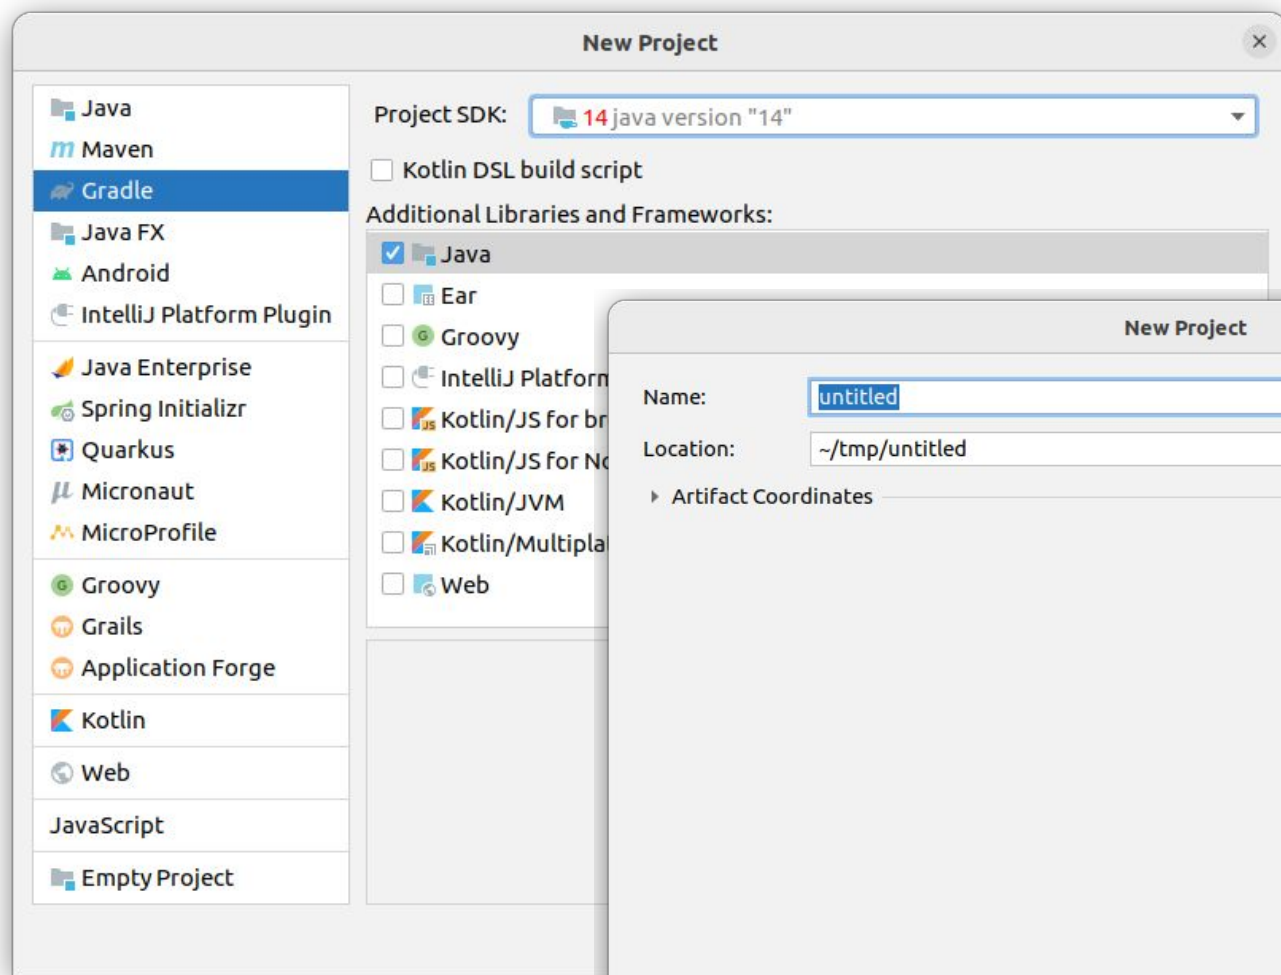 New Project
Java
Maven
Gradle
Java FX
Android
IntelliJ Platform Plugin
Java Enterprise
Spring Initializr
Quarkus
Micronaut
MicroProfile
Groovy
Grails
Application Forge
Kotlin
Web
JavaScript
Empty Project
Project SDK: 14 java version "14"
Kotlin DSL build script
Additional Libraries and Frameworks:
Java
Ear
Groovy
IntelliJ Platform
Kotlin/JS for br
Kotlin/JS for No
Kotlin/JVM
Kotlin/Multipla
Web
New Project
Name: untitled
Location: ~/tmp/untitled
Artifact Coordinates